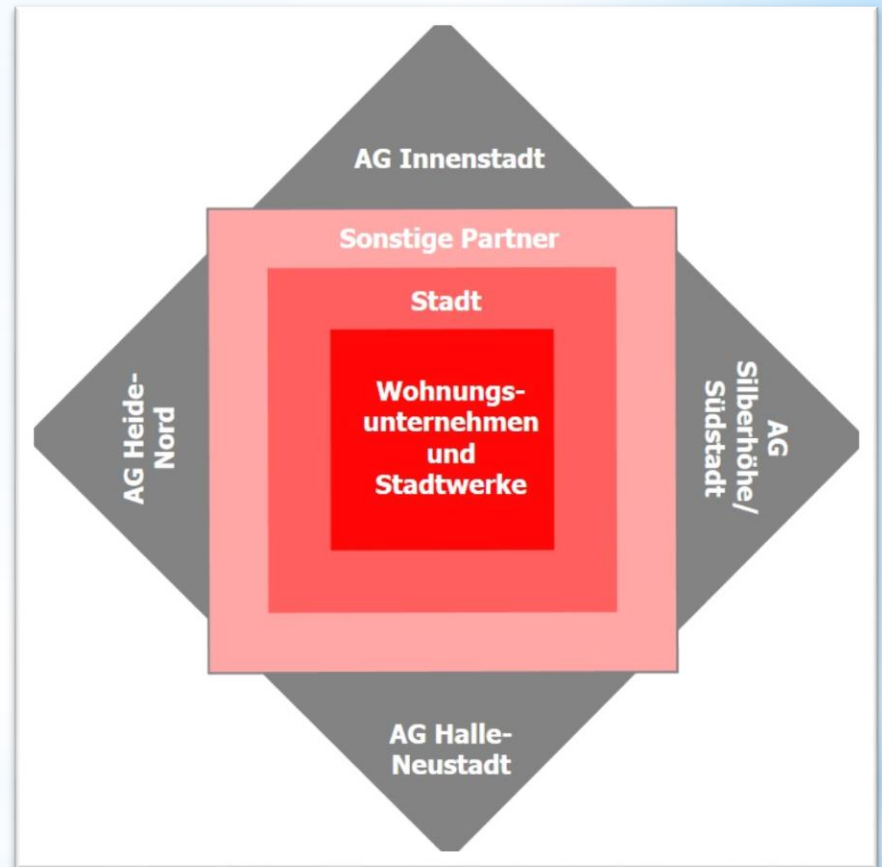 AG Innenstadt
Sonstige Partner
Stadt
Wohnungs-
unternehmen
und
Stadtwerke
AG Heide-
Nord
AG
Silberhöhe/
Südstadt
AG Halle-
Neustadt